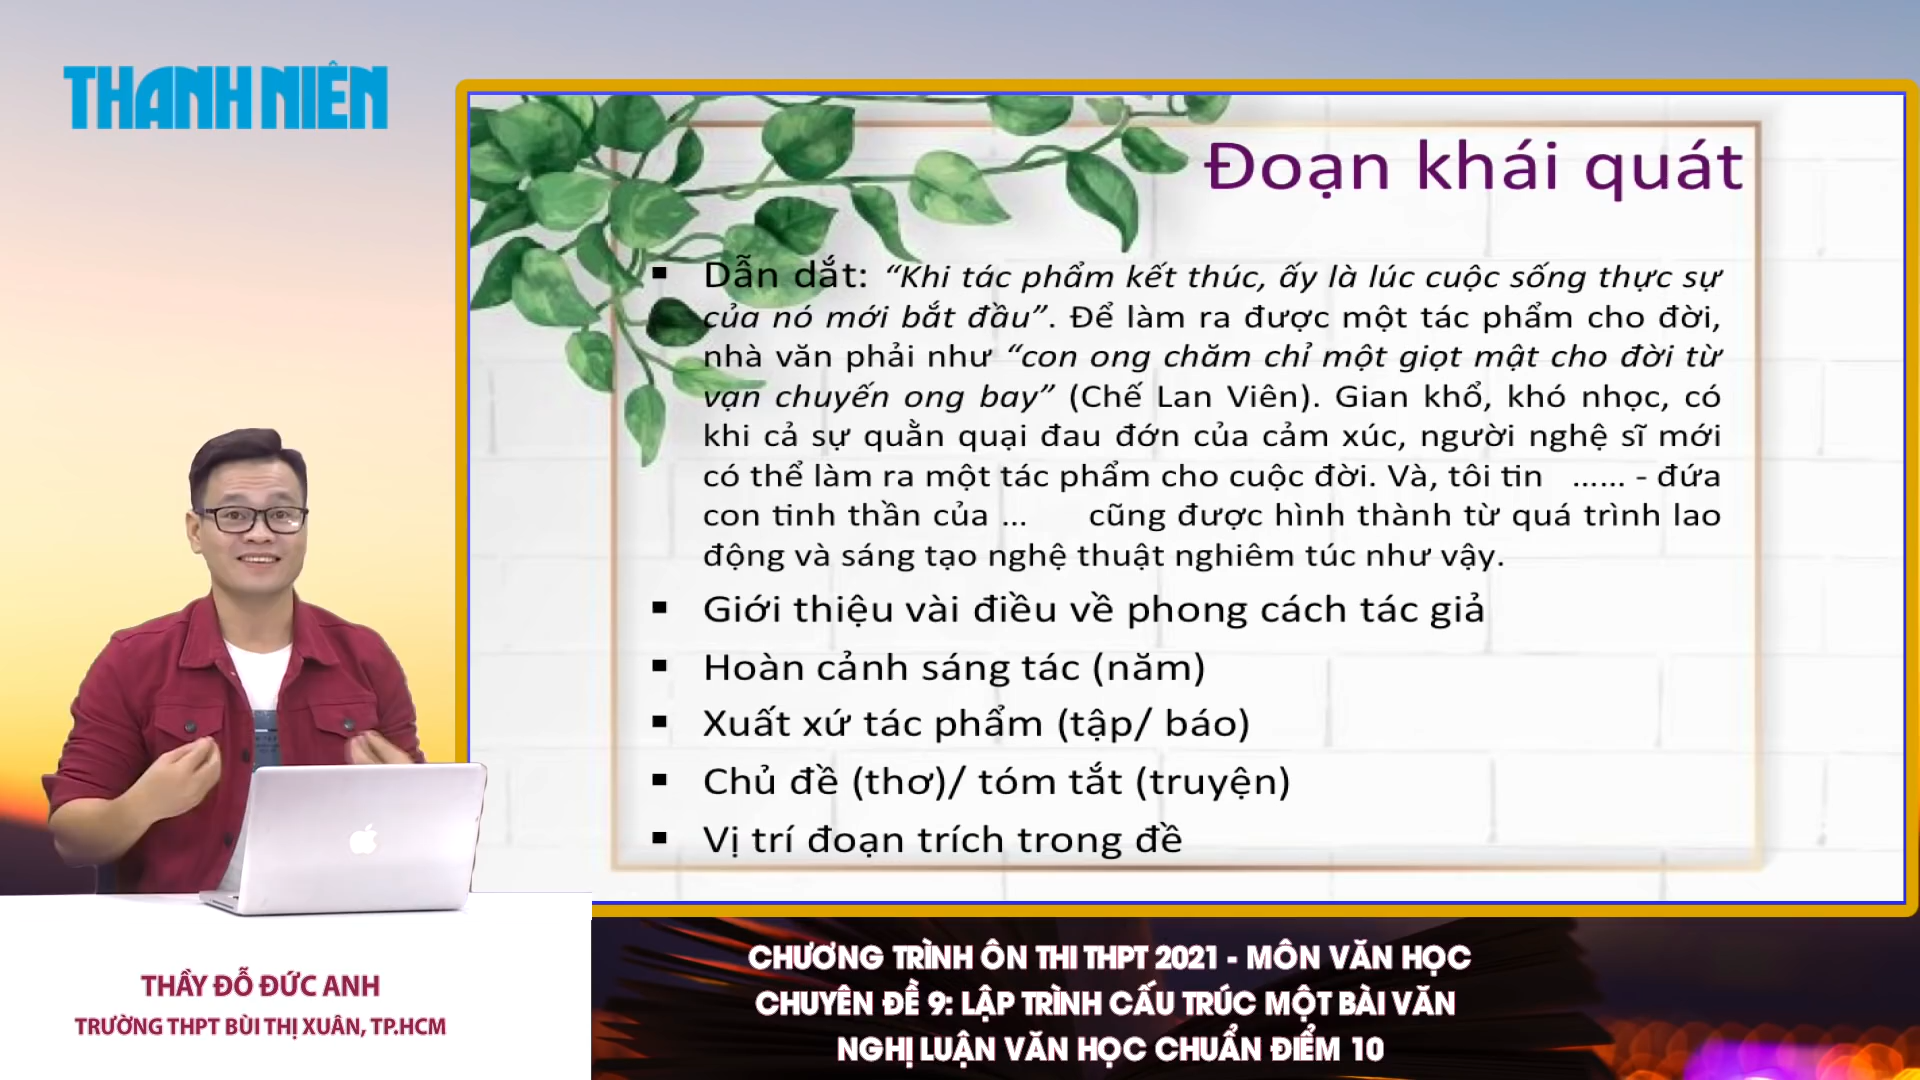 THANH NIÊN
Đoạn khái quát
▪ Dẫn dắt: “Khi tác phẩm kết thúc, ấy là lúc cuộc sống thực sự
của nó mới bắt đầu”. Để làm ra được một tác phẩm cho đời,
nhà văn phải như “con ong chăm chỉ một giọt mật cho đời từ
vạn chuyến ong bay” (Chế Lan Viên). Gian khổ, khó nhọc, có
khi cả sự quằn quại đau đớn của cảm xúc, người nghệ sĩ mới
có thể làm ra một tác phẩm cho cuộc đời. Và, tôi tin …… - đứa
con tinh thần của … cũng được hình thành từ quá trình lao
động và sáng tạo nghệ thuật nghiêm túc như vậy.
▪ Giới thiệu vài điều về phong cách tác giả
▪ Hoàn cảnh sáng tác (năm)
▪ Xuất xứ tác phẩm (tập/ báo)
▪ Chủ đề (thơ)/ tóm tắt (truyện)
▪ Vị trí đoạn trích trong đề
THẦY ĐỖ ĐỨC ANH
TRƯỜNG THPT BÙI THỊ XUÂN, TP.HCM
CHƯƠNG TRÌNH ÔN THI THPT 2021 - MÔN VĂN HỌC
CHUYÊN ĐỀ 9: LẬP TRÌNH CẤU TRÚC MỘT BÀI VĂN
NGHỊ LUẬN VĂN HỌC CHUẨN ĐIỂM 10